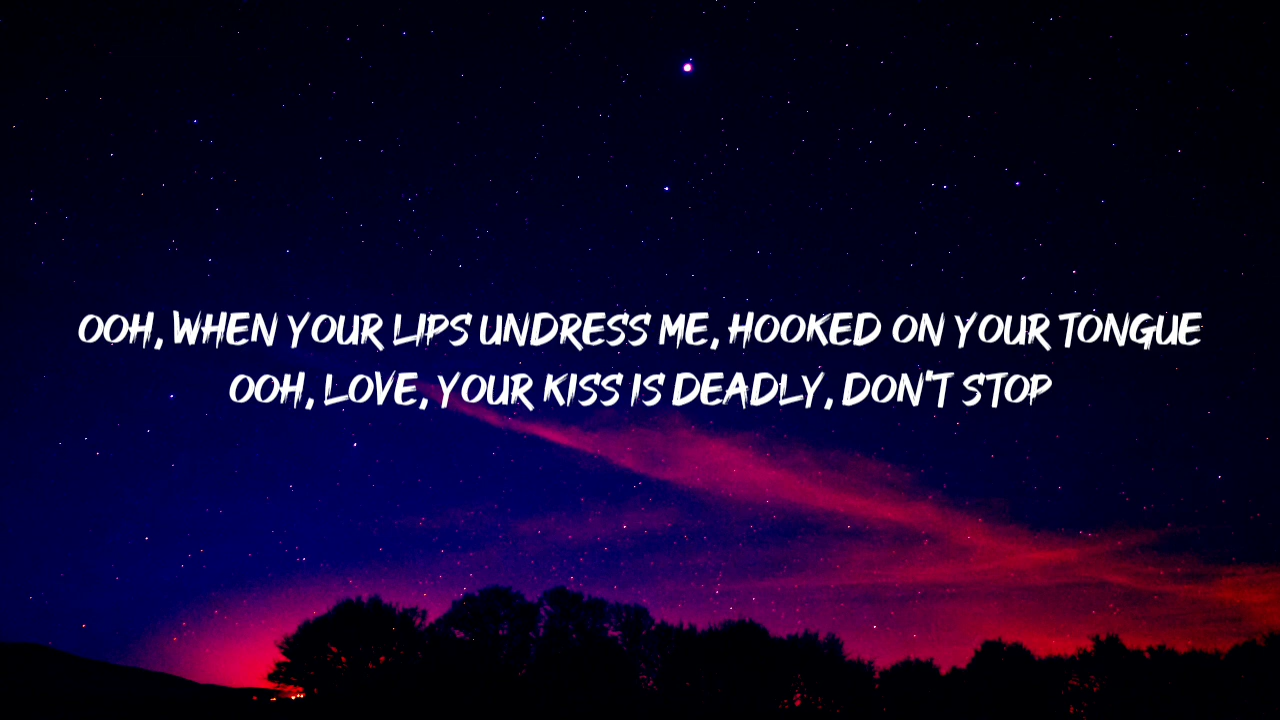 OOH, WHEN YOUR LIPS UNDRESS ME, HOOKED ON YOUR TONGUE
OOH, LOVE, YOUR KISS IS DEADLY, DON'T STOP